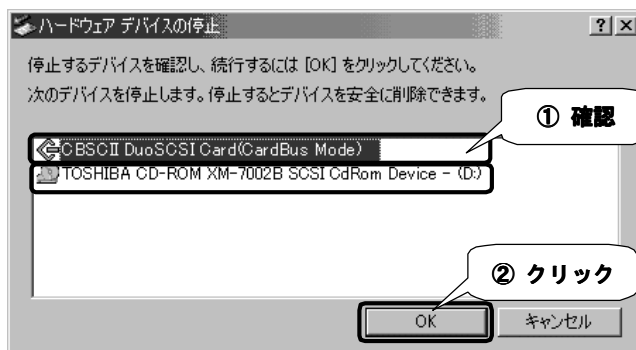 ハードウェア デバイスの停止
停止するデバイスを確認し、続行するには [OK] をクリックしてください。
次のデバイスを停止します。停止するとデバイスを安全に削除できます。
① 確認
CBSCII DuoSCSI Card(CardBus Mode)
TOSHIBA CD-ROM XM-7002B SCSI CdRom Device - (D:)
② クリック
OK
キャンセル